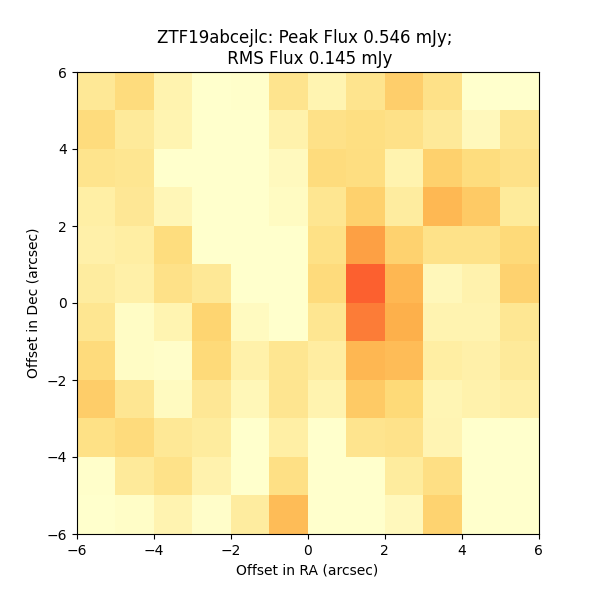 ZTF19abcejlc: Peak Flux 0.546 mJy;
RMS Flux 0.145 mJy
6
4
2
0
−2
−4
−6
Offset in Dec (arcsec)
−6 −4 −2 0 2 4 6
Offset in RA (arcsec)